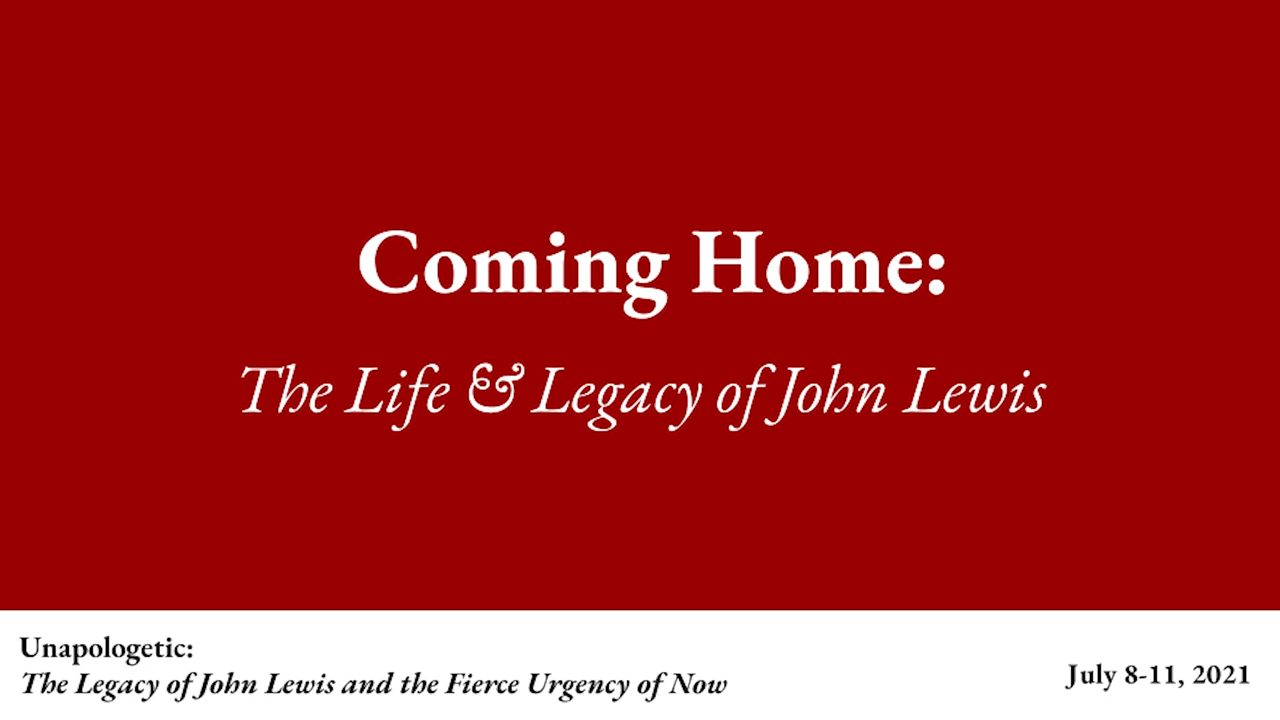 Coming Home:
The Life & Legacy of John Lewis
Unapologetic:
The Legacy of John Lewis and the Fierce Urgency of Now
July 8-11, 2021